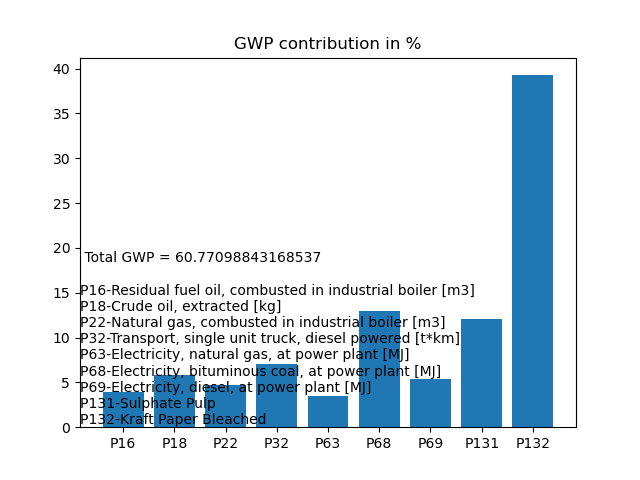 GWP contribution in %
40
35
30
25
20
15
10
5
0
Total GWP = 60.77098843168537
P16-Residual fuel oil, combusted in industrial boiler [m3]
P18-Crude oil, extracted [kg]
P22-Natural gas, combusted in industrial boiler [m3]
P32-Transport, single unit truck, diesel powered [t*km]
P63-Electricity, natural gas, at power plant [MJ]
P68-Electricity, bituminous coal, at power plant [MJ]
P69-Electricity, diesel, at power plant [MJ]
P131-Sulphate Pulp
P132-Kraft Paper Bleached
P16 P18 P22 P32 P63 P68 P69 P131 P132